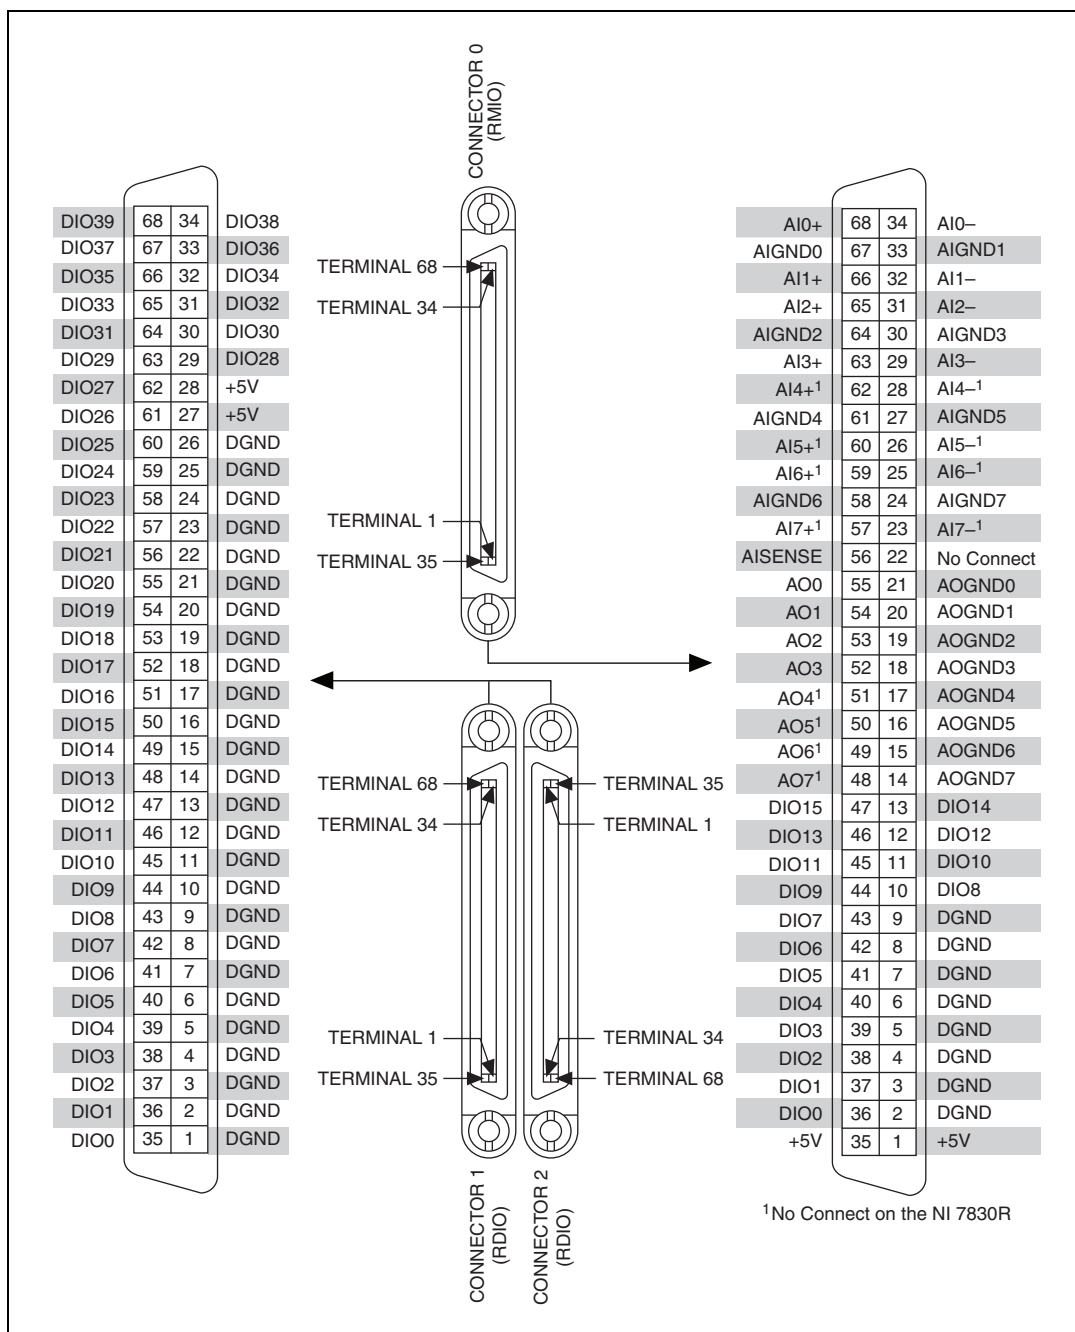 CONNECTOR 0
(RMIO)
DIO39 68 34 DIO38
DIO37 67 33 DIO36
DIO35 66 32 DIO34
DIO33 65 31 DIO32
DIO31 64 30 DIO30
DIO29 63 29 DIO28
DIO27 62 28 +5V
DIO26 61 27 +5V
DIO25 60 26 DGND
DIO24 59 25 DGND
DIO23 58 24 DGND
DIO22 57 23 DGND
DIO21 56 22 DGND
DIO20 55 21 DGND
DIO19 54 20 DGND
DIO18 53 19 DGND
DIO17 52 18 DGND
DIO16 51 17 DGND
DIO15 50 16 DGND
DIO14 49 15 DGND
DIO13 48 14 DGND
DIO12 47 13 DGND
DIO11 46 12 DGND
DIO10 45 11 DGND
DIO9 44 10 DGND
DIO8 43 9 DGND
DIO7 42 8 DGND
DIO6 41 7 DGND
DIO5 40 6 DGND
DIO4 39 5 DGND
DIO3 38 4 DGND
DIO2 37 3 DGND
DIO1 36 2 DGND
DIO0 35 1 DGND
TERMINAL 68
TERMINAL 34
TERMINAL 1
TERMINAL 35
TERMINAL 68
TERMINAL 34
TERMINAL 35
TERMINAL 1
TERMINAL 1
TERMINAL 35
TERMINAL 34
TERMINAL 68
CONNECTOR 1
(RDIO)
CONNECTOR 2
(RDIO)
AI0+ 68 34 AI0–
AIGND0 67 33 AIGND1
AI1+ 66 32 AI1–
AI2+ 65 31 AI2–
AIGND2 64 30 AIGND3
AI3+ 63 29 AI3–
AI4+¹ 62 28 AI4–¹
AIGND4 61 27 AIGND5
AI5+¹ 60 26 AI5–¹
AI6+¹ 59 25 AI6–¹
AIGND6 58 24 AIGND7
AI7+¹ 57 23 AI7–¹
AISENSE 56 22 No Connect
AO0 55 21 AOGND0
AO1 54 20 AOGND1
AO2 53 19 AOGND2
AO3 52 18 AOGND3
AO4¹ 51 17 AOGND4
AO5¹ 50 16 AOGND5
AO6¹ 49 15 AOGND6
AO7¹ 48 14 AOGND7
DIO15 47 13 DIO14
DIO13 46 12 DIO12
DIO11 45 11 DIO10
DIO9 44 10 DIO8
DIO7 43 9 DGND
DIO6 42 8 DGND
DIO5 41 7 DGND
DIO4 40 6 DGND
DIO3 39 5 DGND
DIO2 38 4 DGND
DIO1 37 3 DGND
DIO0 36 2 DGND
+5V 35 1 +5V
¹No Connect on the NI 7830R